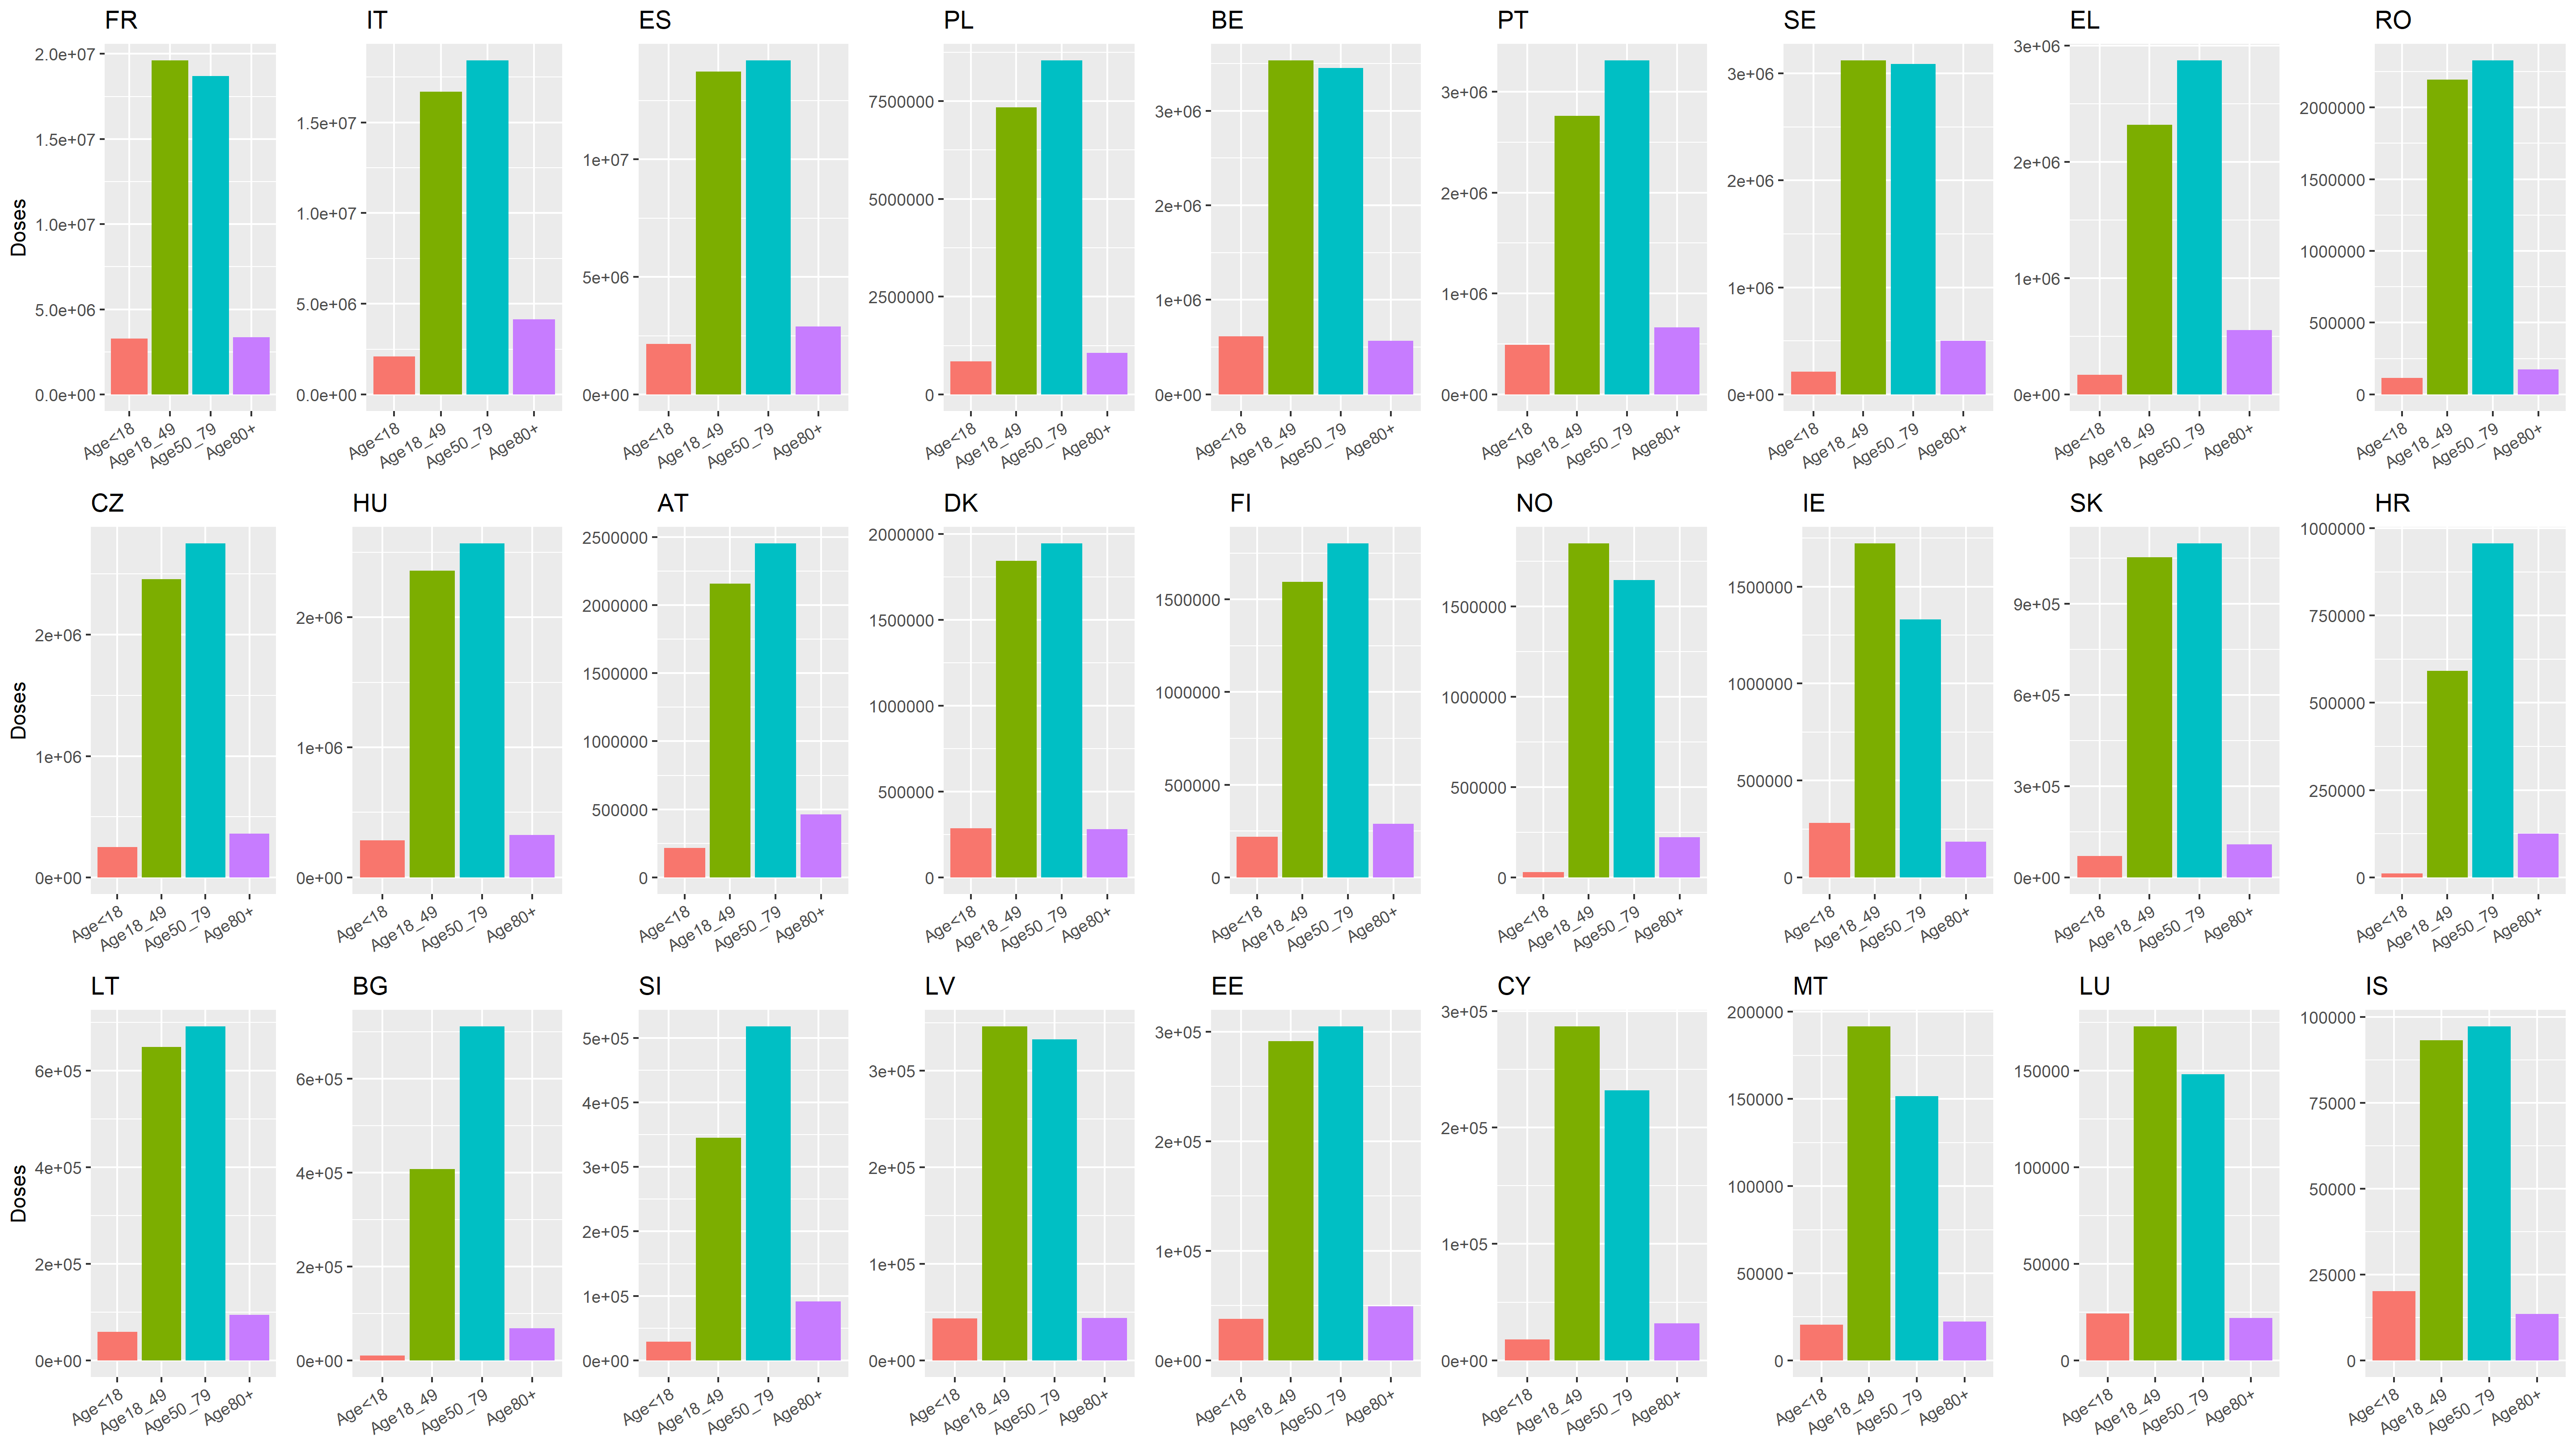 FR IT ES PL BE PT SE EL RO
Doses
2.0e+07
1.5e+07
1.0e+07
5.0e+06
0.0e+00
Age<18 Age18_49 Age50_79 Age80+
1.5e+07
1.0e+07
5.0e+06
0.0e+00
Age<18 Age18_49 Age50_79 Age80+
1e+07
5e+06
0e+00
Age<18 Age18_49 Age50_79 Age80+
7500000
5000000
2500000
0
Age<18 Age18_49 Age50_79 Age80+
3e+06
2e+06
1e+06
0e+00
Age<18 Age18_49 Age50_79 Age80+
3e+06
2e+06
1e+06
0e+00
Age<18 Age18_49 Age50_79 Age80+
3e+06
2e+06
1e+06
0e+00
Age<18 Age18_49 Age50_79 Age80+
3e+06
2e+06
1e+06
0e+00
Age<18 Age18_49 Age50_79 Age80+
2000000
1500000
1000000
500000
0
Age<18 Age18_49 Age50_79 Age80+
CZ HU AT DK FI NO IE SK HR
Doses
2e+06
1e+06
0e+00
Age<18 Age18_49 Age50_79 Age80+
2e+06
1e+06
0e+00
Age<18 Age18_49 Age50_79 Age80+
2500000
2000000
1500000
1000000
500000
0
Age<18 Age18_49 Age50_79 Age80+
2000000
1500000
1000000
500000
0
Age<18 Age18_49 Age50_79 Age80+
1500000
1000000
500000
0
Age<18 Age18_49 Age50_79 Age80+
1500000
1000000
500000
0
Age<18 Age18_49 Age50_79 Age80+
1500000
1000000
500000
0
Age<18 Age18_49 Age50_79 Age80+
9e+05
6e+05
3e+05
0e+00
Age<18 Age18_49 Age50_79 Age80+
1000000
750000
500000
250000
0
Age<18 Age18_49 Age50_79 Age80+
LT BG SI LV EE CY MT LU IS
Doses
6e+05
4e+05
2e+05
0e+00
Age<18 Age18_49 Age50_79 Age80+
6e+05
4e+05
2e+05
0e+00
Age<18 Age18_49 Age50_79 Age80+
5e+05
4e+05
3e+05
2e+05
1e+05
0e+00
Age<18 Age18_49 Age50_79 Age80+
3e+05
2e+05
1e+05
0e+00
Age<18 Age18_49 Age50_79 Age80+
3e+05
2e+05
1e+05
0e+00
Age<18 Age18_49 Age50_79 Age80+
3e+05
2e+05
1e+05
0e+00
Age<18 Age18_49 Age50_79 Age80+
200000
150000
100000
50000
0
Age<18 Age18_49 Age50_79 Age80+
150000
100000
50000
0
Age<18 Age18_49 Age50_79 Age80+
100000
75000
50000
25000
0
Age<18 Age18_49 Age50_79 Age80+